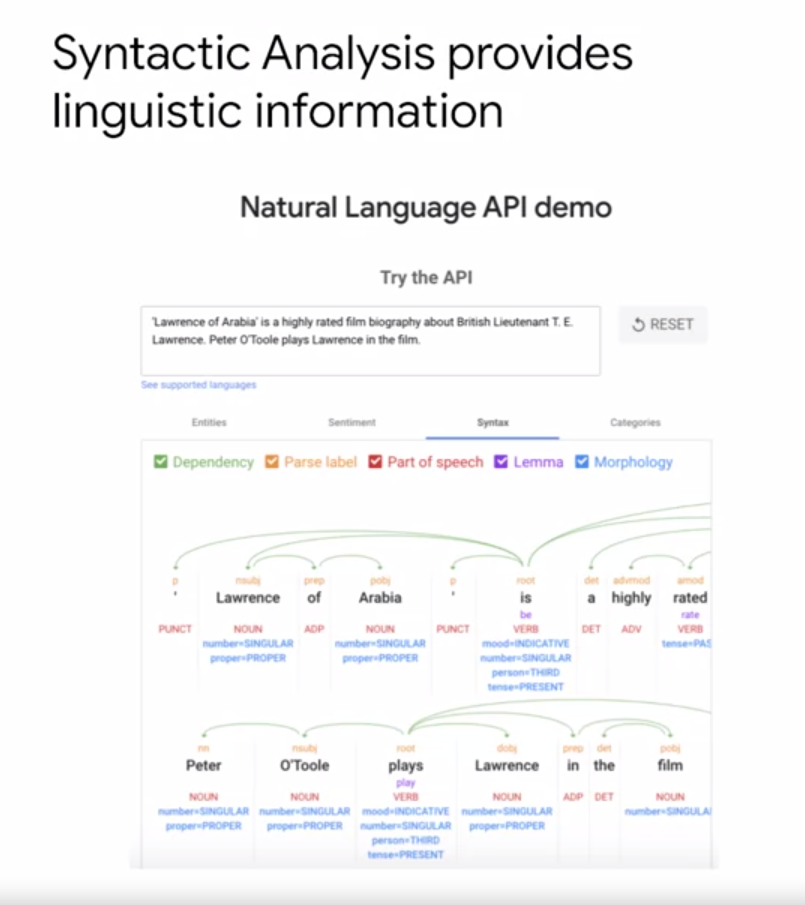 Syntactic Analysis provides
linguistic information
Natural Language API demo
Try the API
'Lawrence of Arabia' is a highly rated film biography about British Lieutenant T. E.
Lawrence. Peter O'Toole plays Lawrence in the film.
RESET
See supported languages
Entities Sentiment Syntax Categories
Dependency Parse label Part of speech Lemma Morphology
p nsubj prep pobj p root det advmod amod
' Lawrence of Arabia ' is a highly rated
be rate
PUNCT NOUN ADP NOUN PUNCT VERB DET ADV VERB
number=SINGULAR number=SINGULAR mood=INDICATIVE tense=PAS
proper=PROPER proper=PROPER number=SINGULAR
person=THIRD
tense=PRESENT
nn nsubj root dobj prep det pobj
Peter O'Toole plays Lawrence in the film
play
NOUN NOUN VERB NOUN ADP DET NOUN
number=SINGULAR number=SINGULAR mood=INDICATIVE number=SINGULAR number=SINGULA
proper=PROPER proper=PROPER number=SINGULAR proper=PROPER
person=THIRD
tense=PRESENT